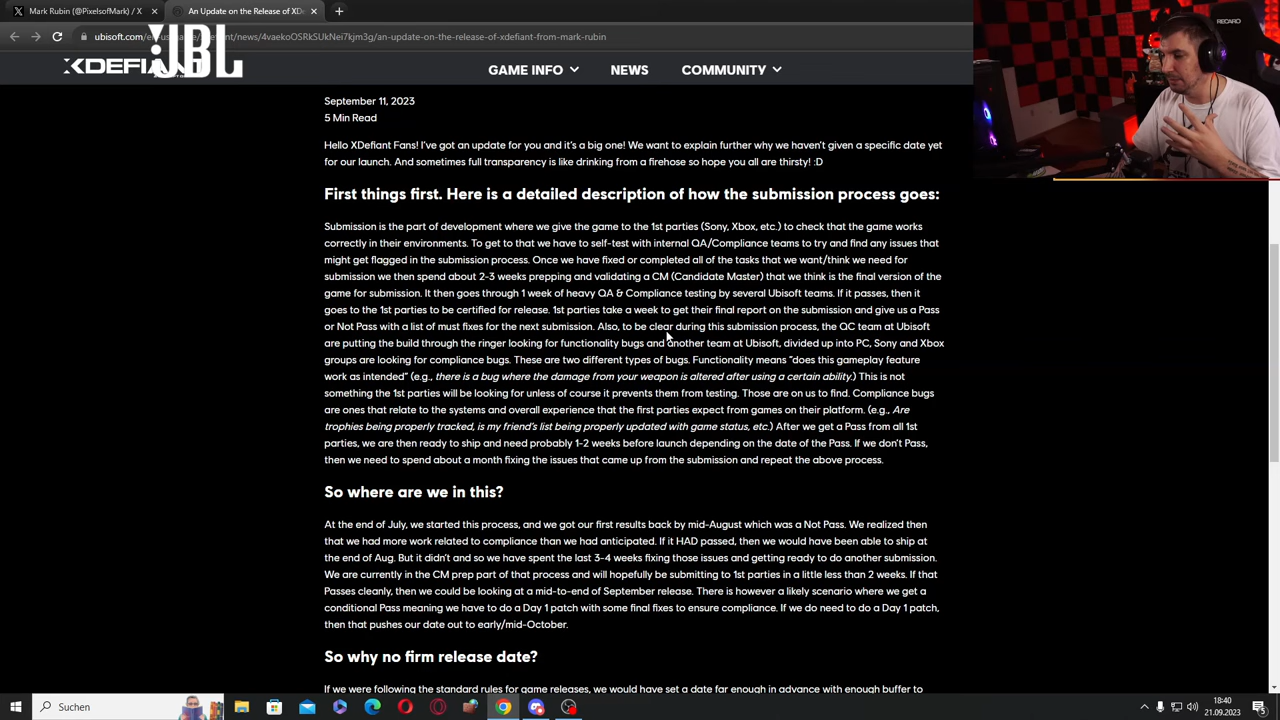 Mark Rubin (@PixelsofMark) / X
An Update on the Release of XDe
ubisoft.com/
fiant/news/4vaekoOSRkSUkNei7kjm3g/an-update-on-the-release-of-xdefiant-from-mark-rubin
RECARO
JBL
XDEFIANT
GAME INFO NEWS COMMUNITY
September 11, 2023
5 Min Read
Hello XDefiant Fans! I've got an update for you and it's a big one! We want to explain further why we haven't given a specific date yet
for our launch. And sometimes full transparency is like drinking from a firehose so hope you all are thirsty! :D
First things first. Here is a detailed description of how the submission process goes:
Submission is the part of development where we give the game to the 1st parties (Sony, Xbox, etc.) to check that the game works
correctly in their environments. To get to that we have to self-test with internal QA/Compliance teams to try and find any issues that
might get flagged in the submission process. Once we have fixed or completed all of the tasks that we want/think we need for
submission we then spend about 2-3 weeks prepping and validating a CM (Candidate Master) that we think is the final version of the
game for submission. It then goes through 1 week of heavy QA & Compliance testing by several Ubisoft teams. If it passes, then it
goes to the 1st parties to be certified for release. 1st parties take a week to get their final report on the submission and give us a Pass
or Not Pass with a list of must fixes for the next submission. Also, to be clear during this submission process, the QC team at Ubisoft
are putting the build through the ringer looking for functionality bugs and another team at Ubisoft, divided up into PC, Sony and Xbox
groups are looking for compliance bugs. These are two different types of bugs. Functionality means "does this gameplay feature
work as intended" (e.g., there is a bug where the damage from your weapon is altered after using a certain ability.) This is not
something the 1st parties will be looking for unless of course it prevents them from testing. Those are on us to find. Compliance bugs
are ones that relate to the systems and overall experience that the first parties expect from games on their platform. (e.g., Are
trophies being properly tracked, is my friend's list being properly updated with game status, etc.) After we get a Pass from all 1st
parties, we are then ready to ship and need probably 1-2 weeks before launch depending on the date of the Pass. If we don't Pass,
then we need to spend about a month fixing the issues that came up from the submission and repeat the above process.
So where are we in this?
At the end of July, we started this process, and we got our first results back by mid-August which was a Not Pass. We realized then
that we had more work related to compliance than we had anticipated. If it HAD passed, then we would have been able to ship at
the end of Aug. But it didn't and so we have spent the last 3-4 weeks fixing those issues and getting ready to do another submission.
We are currently in the CM prep part of that process and will hopefully be submitting to 1st parties in a little less than 2 weeks. If that
Passes cleanly, then we could be looking at a mid-to-end of September release. There is however a likely scenario where we get a
conditional Pass meaning we have to do a Day 1 patch with some final fixes to ensure compliance. If we do need to do a Day 1 patch,
then that pushes our date out to early/mid-October.
So why no firm release date?
If we were following the standard rules for game releases, we would have set a date far enough in advance with enough buffer to
Suchen
18:40
21.09.2023
5